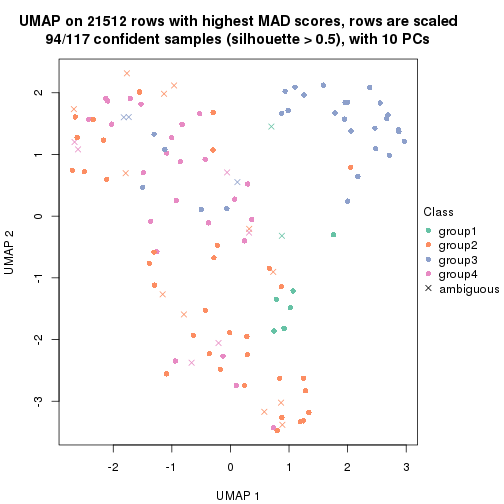 UMAP on 21512 rows with highest MAD scores, rows are scaled
94/117 confident samples (silhouette > 0.5), with 10 PCs
2
1
0
-1
-2
-3
UMAP 2
-2
-1
0
1
2
3
UMAP 1
Class
group1
group2
group3
group4
ambiguous